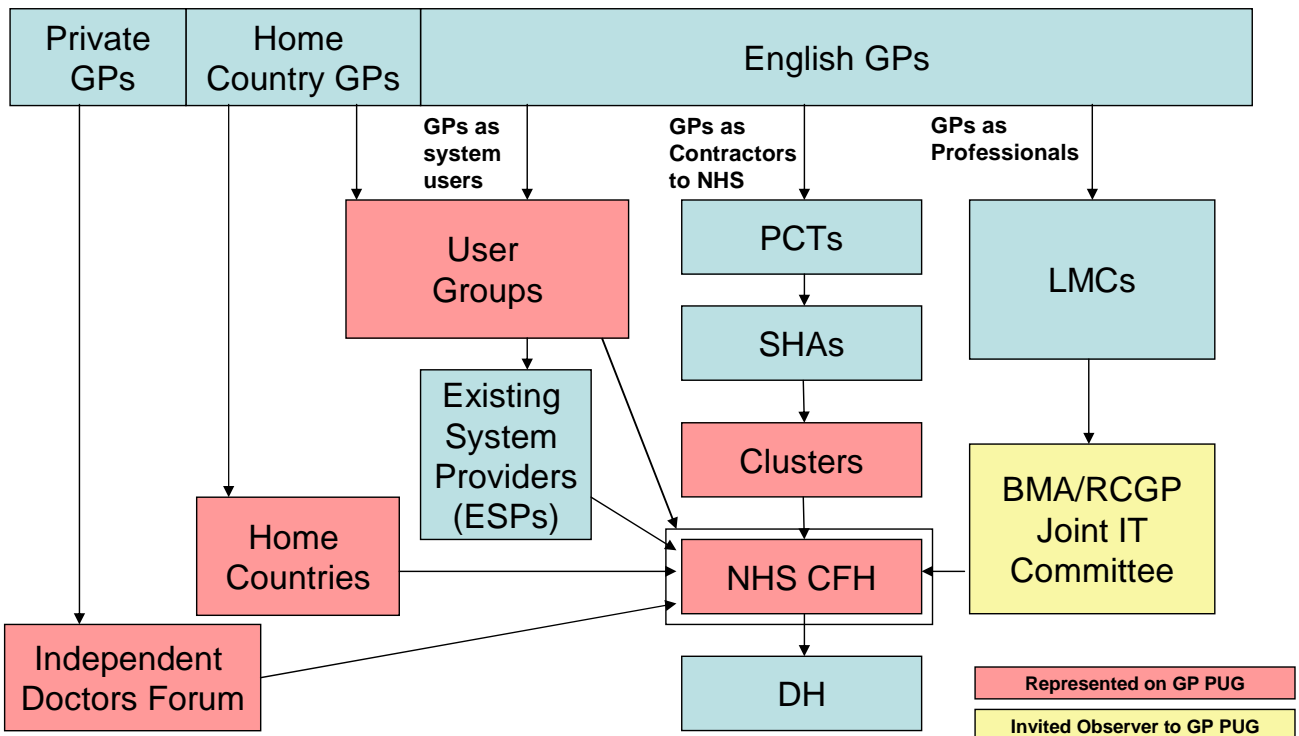 Private
GPs
Home
Country GPs
English GPs
GPs as
system
users
GPs as
Contractors
to NHS
GPs as
Professionals
User
Groups
PCTs
LMCs
SHAs
Existing
System
Providers
(ESPs)
Clusters
BMA/RCGP
Joint IT
Committee
Home
Countries
NHS CFH
Independent
Doctors Forum
DH
Represented on GP PUG
Invited Observer to GP PUG